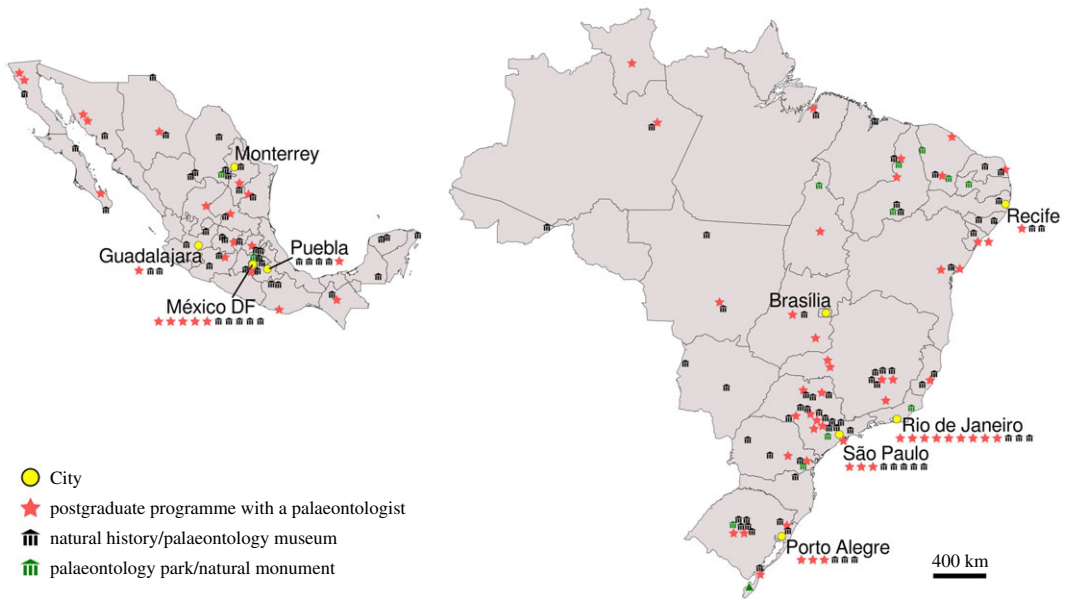 Monterrey
Guadalajara
Puebla
México DF
Recife
Brasília
Rio de Janeiro
São Paulo
Porto Alegre
City
postgraduate programme with a palaeontologist
natural history/palaeontology museum
palaeontology park/natural monument
400 km